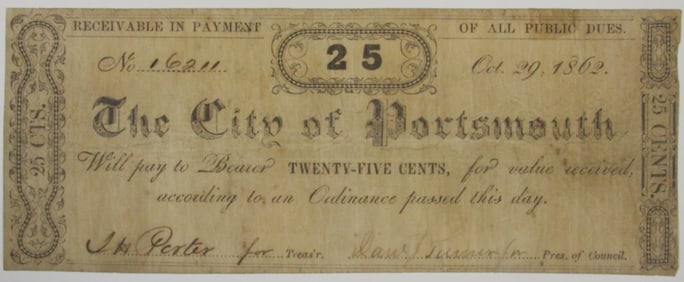 RECEIVABLE IN PAYMENT OF ALL PUBLIC DUES.
25
No 16211 Oct. 29, 1862.
25 CTS.
25 CENTS.
The City of Portsmouth
Will pay to Bearer TWENTY-FIVE CENTS, for value received,
according to an Ordinance passed this day.
Porter for Treas'r. for Pres. of Council.